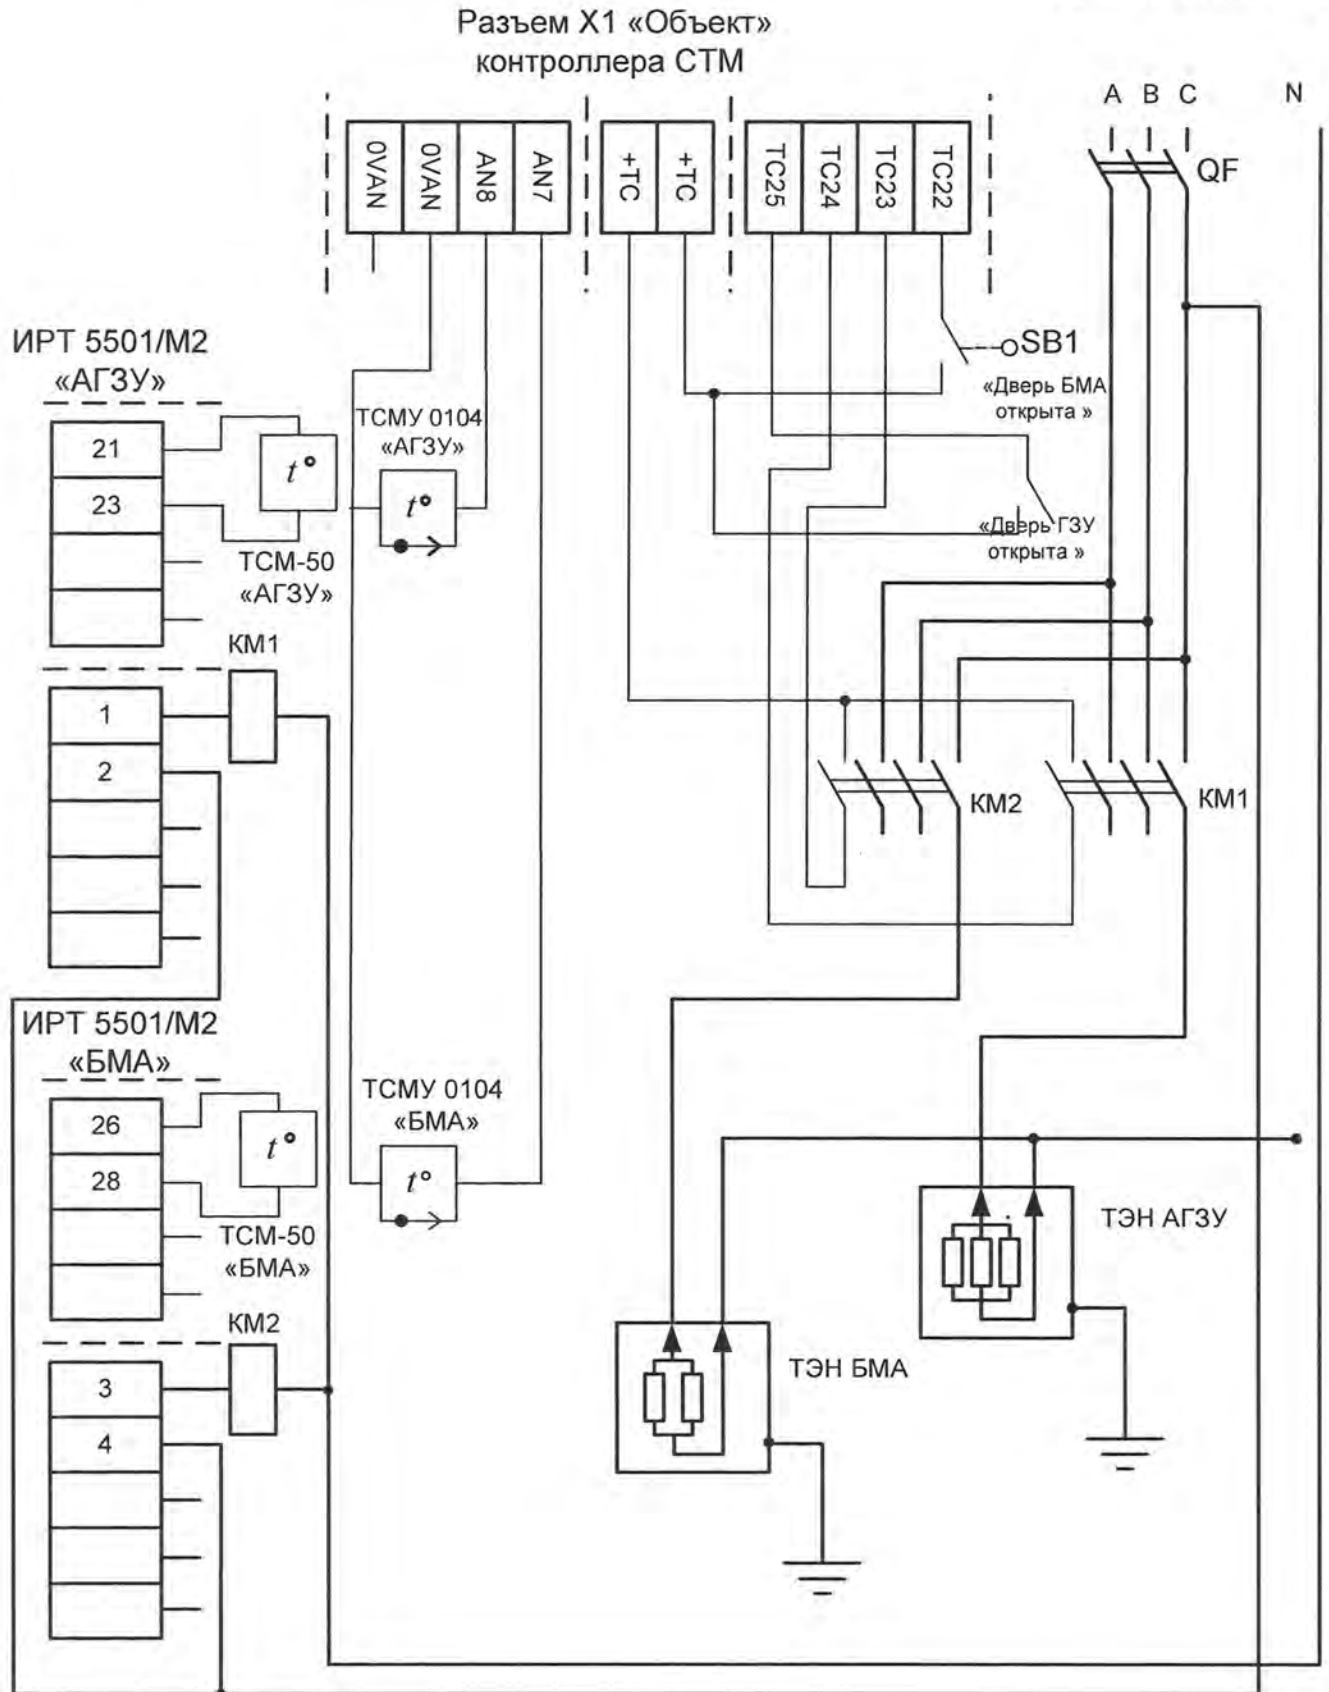 Разъем X1 «Объект»
контроллера СТМ
A B C N
0VAN 0VAN AN8 AN7 +TC +TC TC25 TC24 TC23 TC22
QF
SB1
«Дверь БМА
открыта »
ИРТ 5501/М2
«АГЗУ»
21
23
t°
ТСМ-50
«АГЗУ»
ТСМУ 0104
«АГЗУ»
t°
«Дверь ГЗУ
открыта »
КМ1
1
2
КМ2
КМ1
ИРТ 5501/М2
«БМА»
26
28
t°
ТСМ-50
«БМА»
ТСМУ 0104
«БМА»
t°
ТЭН АГЗУ
КМ2
3
4
ТЭН БМА